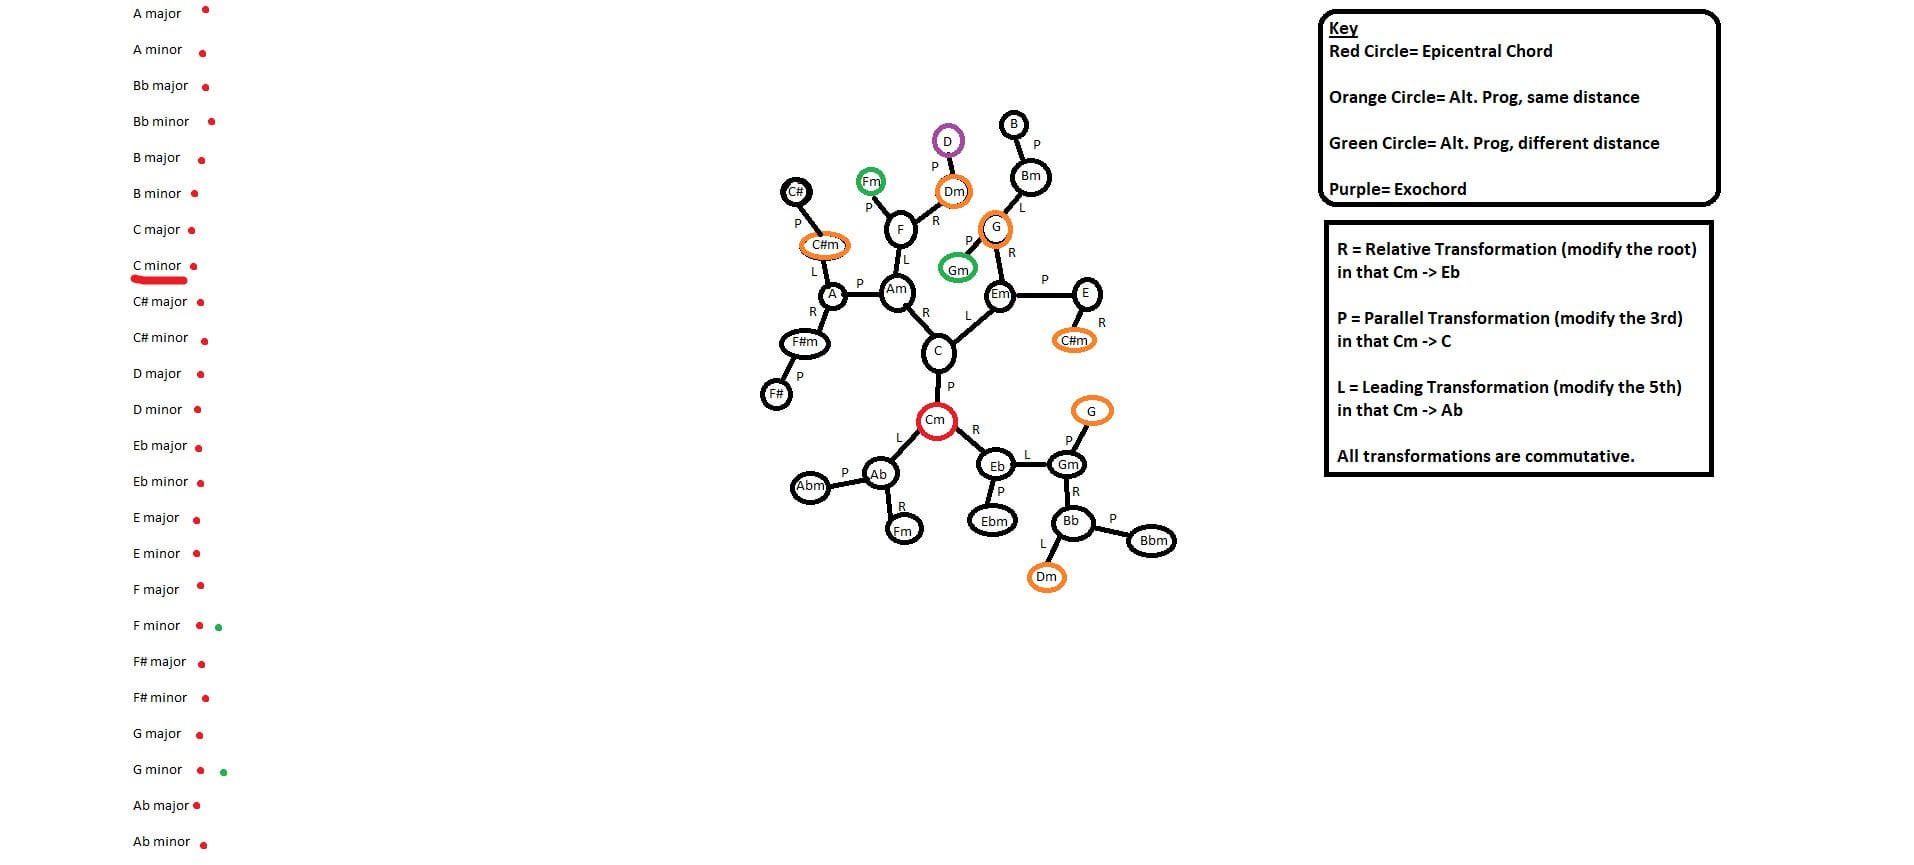 A major
A minor
Bb major
Bb minor
B major
B minor
C major
C minor
C# major
C# minor
D major
D minor
Eb major
Eb minor
E major
E minor
F major
F minor
F# major
F# minor
G major
G minor
Ab major
Ab minor
B
P
D
P
Bm
Fm
Dm
C#
P
R
L
P
G
F
C#m
P
R
L
L
Gm
P
P
A
Am
Em
E
R
R
L
R
F#m
C#m
C
P
P
F#
G
Cm
R
P
L
L
Eb
Gm
P
Ab
Abm
P
R
R
P
Ebm
Bb
Fm
Bbm
L
Dm
Key
Red Circle= Epicentral Chord
Orange Circle= Alt. Prog, same distance
Green Circle= Alt. Prog, different distance
Purple= Exochord
R = Relative Transformation (modify the root)
in that Cm -> Eb
P = Parallel Transformation (modify the 3rd)
in that Cm -> C
L = Leading Transformation (modify the 5th)
in that Cm -> Ab
All transformations are commutative.